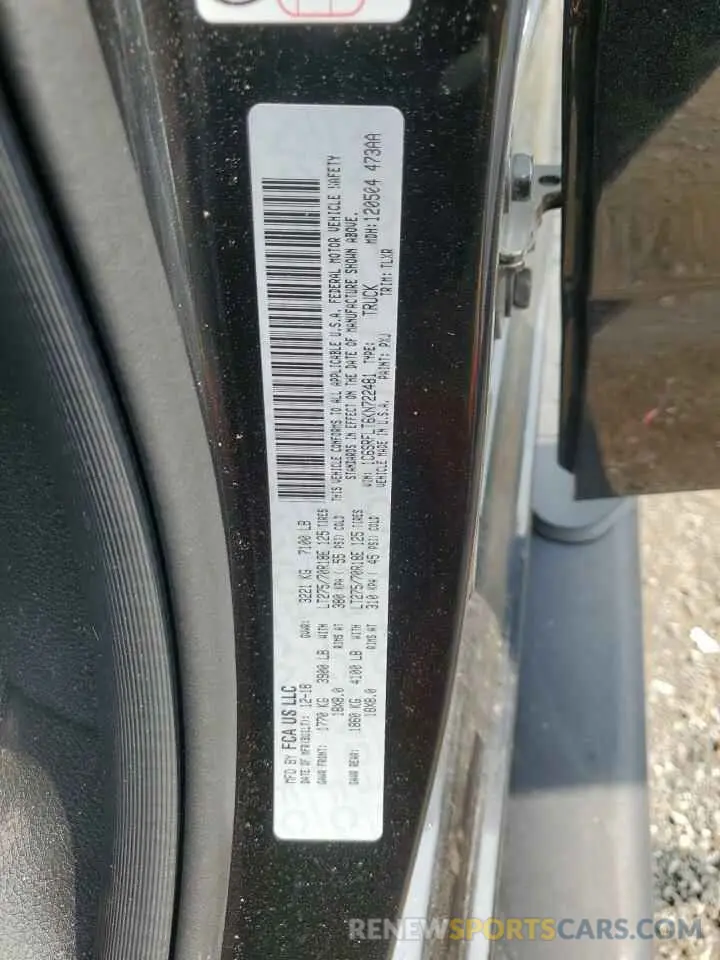 MFD BY FCA US LLC
DATE OF MFR(BUILT): 12-18 GVWR: 3221 KG 7100 LB
GAWR FRONT: 1770 KG 3900 LB WITH LT275/70R18E 125 TIRES
18X8.0 RIMS AT 380 KPA ( 55 PSI) COLD
GAWR REAR: 1860 KG 4100 LB WITH LT275/70R18E 125 TIRES
18X8.0 RIMS AT 310 KPA ( 45 PSI) COLD
THIS VEHICLE CONFORMS TO ALL APPLICABLE U.S.A. FEDERAL MOTOR VEHICLE SAFETY
STANDARDS IN EFFECT ON THE DATE OF MANUFACTURE SHOWN ABOVE.
VIN: 1C6SRFLT6KN722481 TYPE: TRUCK MDH:120504 473AA
VEHICLE MADE IN U.S.A. PAINT: PXJ TRIM: TLXR
RENEWSPORTSCARS.COM